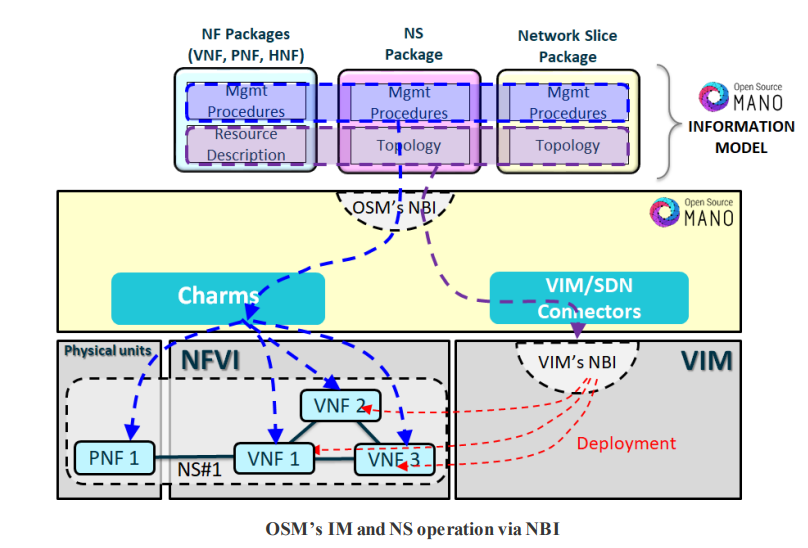 NF Packages
(VNF, PNF, HNF)
NS
Package
Network Slice
Package
Mgmt
Procedures
Mgmt
Procedures
Mgmt
Procedures
Resource
Description
Topology
Topology
Open Source
MANO
INFORMATION
MODEL
OSM's NBI
Open Source
MANO
Charms
VIM/SDN
Connectors
Physical units
NFVI
VIM's NBI
VIM
VNF 2
PNF 1
NS#1
VNF 1
VNF 3
Deployment
OSM's IM and NS operation via NBI